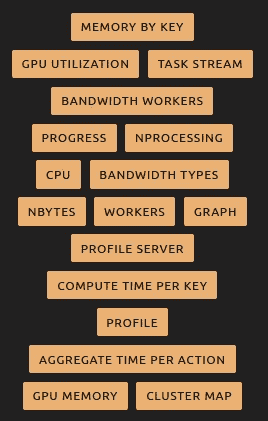 MEMORY BY KEY
GPU UTILIZATION TASK STREAM
BANDWIDTH WORKERS
PROGRESS NPROCESSING
CPU BANDWIDTH TYPES
NBYTES WORKERS GRAPH
PROFILE SERVER
COMPUTE TIME PER KEY
PROFILE
AGGREGATE TIME PER ACTION
GPU MEMORY CLUSTER MAP